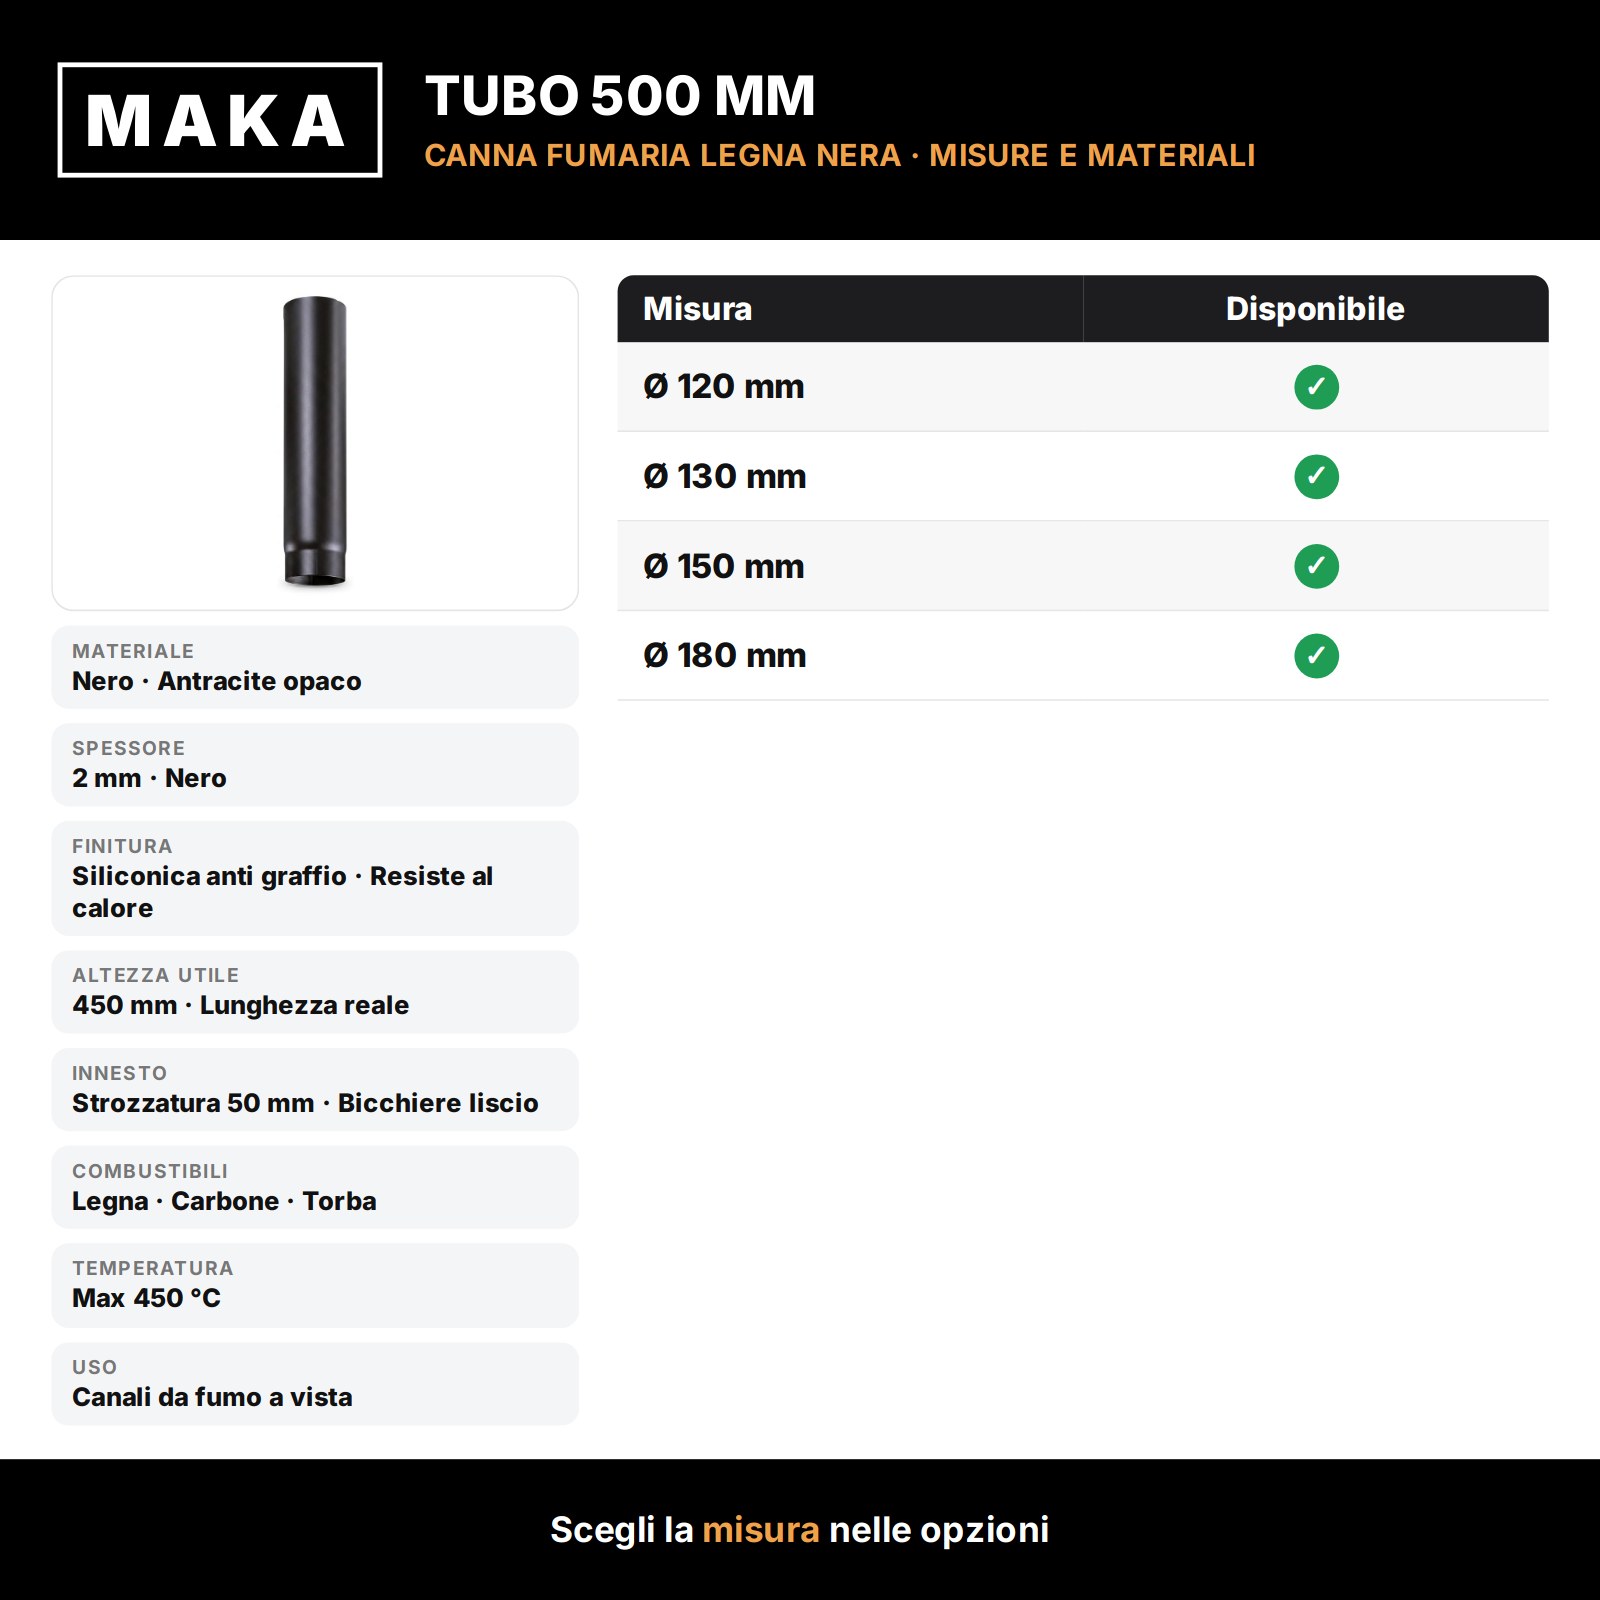 MAKA
TUBO 500 MM
CANNA FUMARIA LEGNA NERA · MISURE E MATERIALI
MATERIALE
Nero · Antracite opaco
SPESSORE
2 mm · Nero
FINITURA
Siliconica anti graffio · Resiste al
calore
ALTEZZA UTILE
450 mm · Lunghezza reale
INNESTO
Strozzatura 50 mm · Bicchiere liscio
COMBUSTIBILI
Legna · Carbone · Torba
TEMPERATURA
Max 450 °C
USO
Canali da fumo a vista
Misura Disponibile
Ø 120 mm ✓
Ø 130 mm ✓
Ø 150 mm ✓
Ø 180 mm ✓
Scegli la misura nelle opzioni